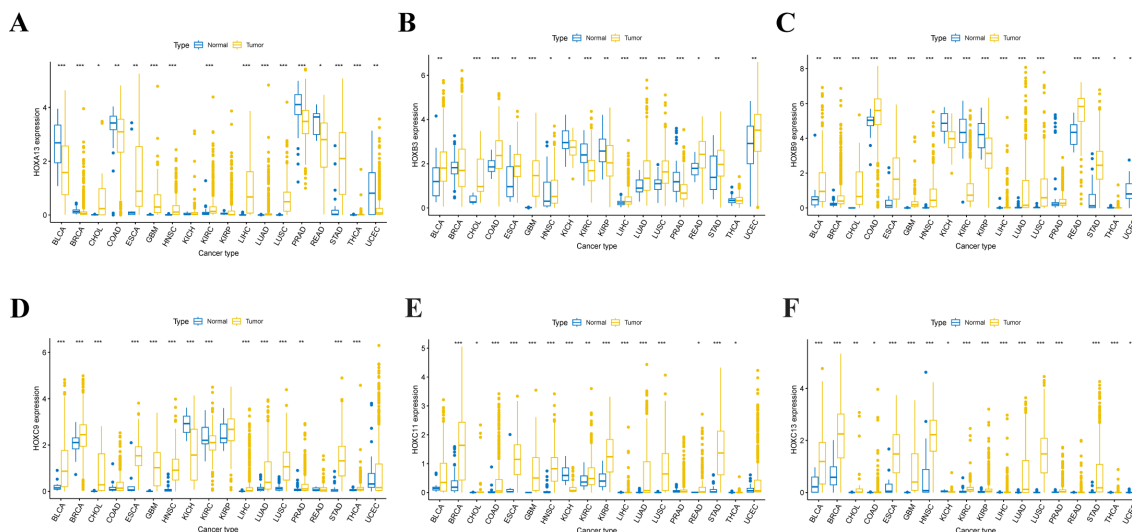 A
Type Normal Tumor
** *** * ** ** *** *** *** *** *** *** *** * *** *** **
HOXA13 expression
4
2
0
BLCA BRCA CHOL COAD ESCA GBM HNSC KICH KIRC KIRP LIHC LUAD LUSC PRAD READ STAD THCA UCEC
Cancer type
B
Type Normal Tumor
HOXB3 expression
6
4
2
0
BLCA BRCA CHOL COAD ESCA GBM HNSC KICH KIRC KIRP LIHC LUAD LUSC PRAD READ STAD THCA UCEC
Cancer type
C
Type Normal Tumor
HOXB9 expression
8
6
4
2
0
BLCA BRCA CHOL COAD ESCA GBM HNSC KICH KIRC KIRP LIHC LUAD LUSC PRAD READ STAD THCA UCEC
Cancer type
D
Type Normal Tumor
HOXC9 expression
6
4
2
0
BLCA BRCA CHOL COAD ESCA GBM HNSC KICH KIRC KIRP LIHC LUAD LUSC PRAD READ STAD THCA UCEC
Cancer type
E
Type Normal Tumor
HOXC11 expression
5
4
3
2
1
0
BLCA BRCA CHOL COAD ESCA GBM HNSC KICH KIRC KIRP LIHC LUAD LUSC PRAD READ STAD THCA UCEC
Cancer type
F
Type Normal Tumor
HOXC13 expression
4
2
0
BLCA BRCA CHOL COAD ESCA GBM HNSC KICH KIRC KIRP LIHC LUAD LUSC PRAD READ STAD THCA UCEC
Cancer type